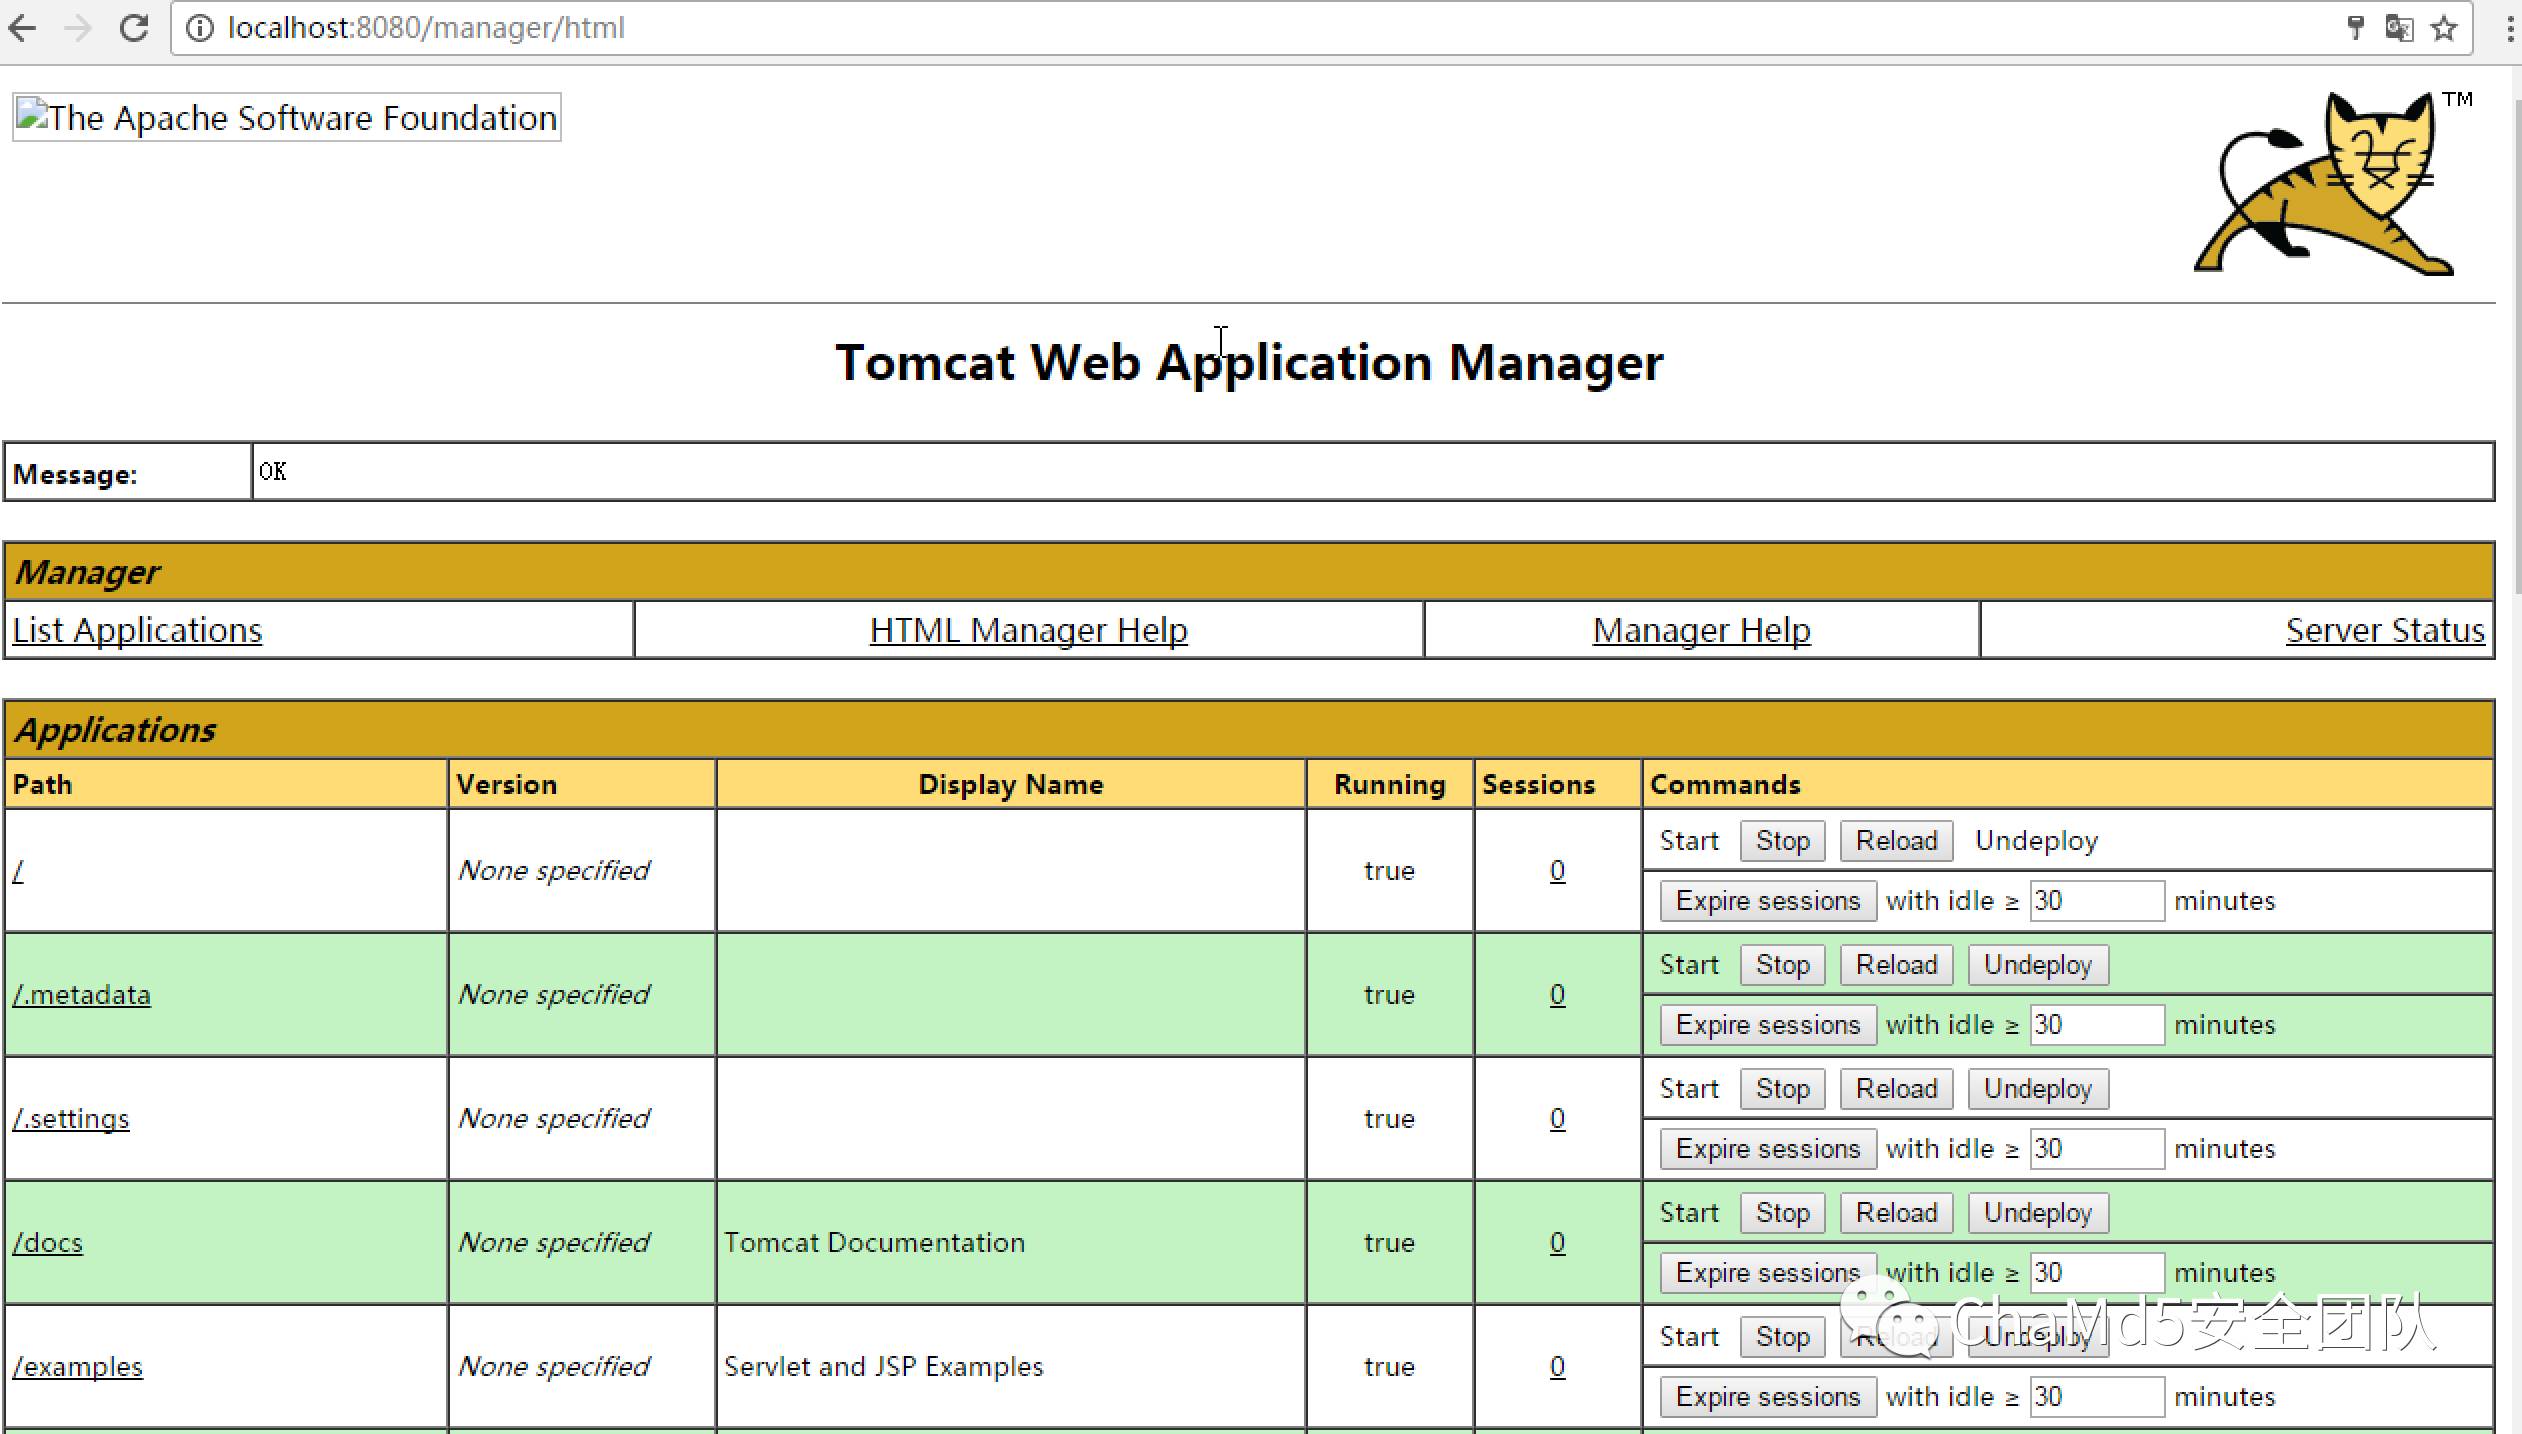 localhost:8080/manager/html
The Apache Software Foundation
TM
Tomcat Web Application Manager
Message: OK
Manager
List Applications HTML Manager Help Manager Help Server Status
Applications
Path Version Display Name Running Sessions Commands
Start Stop Reload Undeploy
/ None specified true 0
Expire sessions with idle ≥ 30 minutes
Start Stop Reload Undeploy
/.metadata None specified true 0
Expire sessions with idle ≥ 30 minutes
Start Stop Reload Undeploy
/.settings None specified true 0
Expire sessions with idle ≥ 30 minutes
Start Stop Reload Undeploy
/docs None specified Tomcat Documentation true 0
Expire sessions with idle ≥ 30 minutes
ChaMd5安全团队
Start Stop Reload Undeploy
/examples None specified Servlet and JSP Examples true 0
Expire sessions with idle ≥ 30 minutes